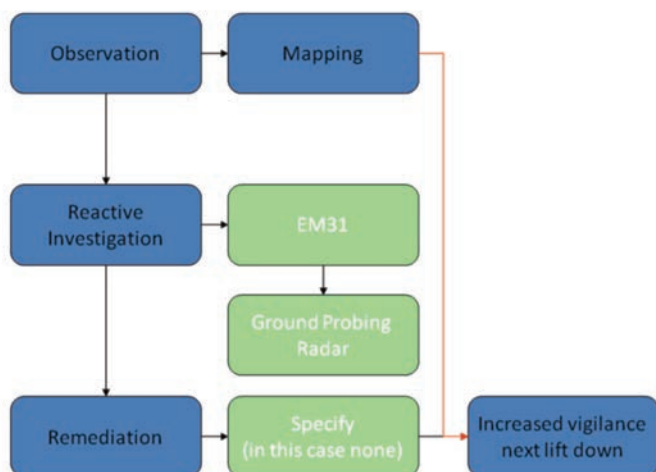 Observation
Mapping
Reactive
Investigation
EM31
Ground Probing
Radar
Remediation
Specify
(in this case none)
Increased vigilance
next lift down